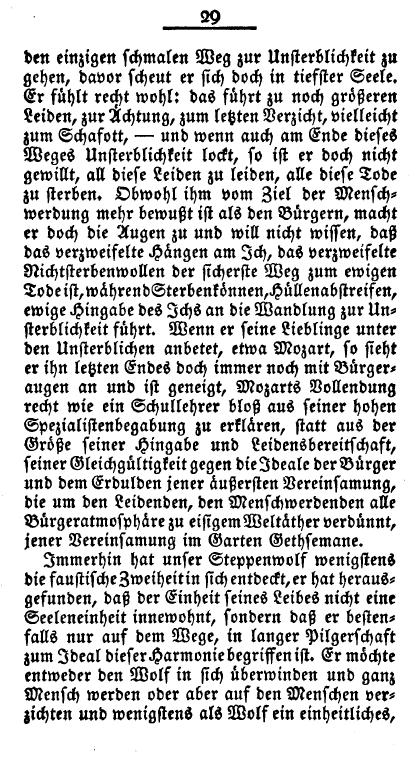 29
den einzigen schmalen Weg zur Unsterblichkeit zu
gehen, davor scheut er sich doch in tiefster Seele.
Er fühlt recht wohl: das führt zu noch größeren
Leiden, zur Ächtung, zum letzten Verzicht, vielleicht
zum Schafott, — und wenn auch am Ende dieses
Weges Unsterblichkeit lockt, so ist er doch nicht
gewillt, all diese Leiden zu leiden, alle diese Tode
zu sterben. Obwohl ihm vom Ziel der Mensch-
werdung mehr bewußt ist als den Bürgern, macht
er doch die Augen zu und will nicht wissen, daß
das verzweifelte Hängen am Ich, das verzweifelte
Nichtsterbenwollen der sicherste Weg zum ewigen
Tode ist, während Sterbenkönnen, Hüllenabstreifen,
ewige Hingabe des Ichs an die Wandlung zur Un-
sterblichkeit führt. Wenn er seine Lieblinge unter
den Unsterblichen anbetet, etwa Mozart, so sieht
er ihn letzten Endes doch immer noch mit Bürger-
augen an und ist geneigt, Mozarts Vollendung
recht wie ein Schullehrer bloß aus seiner hohen
Spezialistenbegabung zu erklären, statt aus der
Größe seiner Hingabe und Leidensbereitschaft,
seiner Gleichgültigkeit gegen die Ideale der Bürger
und dem Erdulden jener äußersten Vereinsamung,
die um den Leidenden, den Menschwerdenden alle
Bürgeratmosphäre zu eisigem Weltäther verdünnt,
jener Vereinsamung im Garten Gethsemane.
Immerhin hat unser Steppenwolf wenigstens
die faustische Zweiheit in sich entdeckt, er hat heraus-
gefunden, daß der Einheit seines Leibes nicht eine
Seeleneinheit innewohnt, sondern daß er besten-
falls nur auf dem Wege, in langer Pilgerschaft
zum Ideal dieser Harmonie begriffen ist. Er möchte
entweder den Wolf in sich überwinden und ganz
Mensch werden oder aber auf den Menschen ver-
zichten und wenigstens als Wolf ein einheitliches,